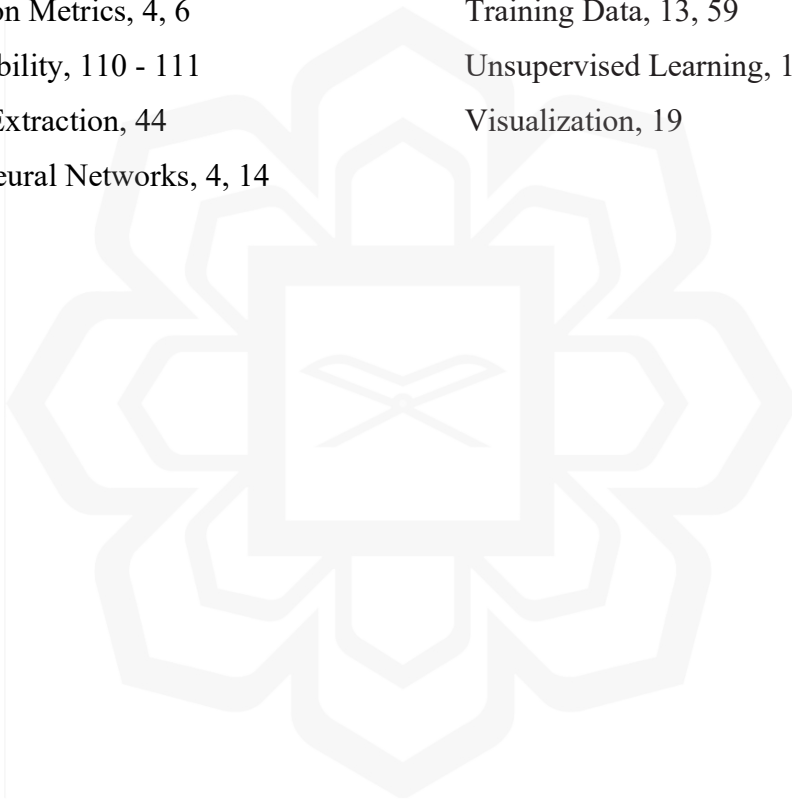 on Metrics, 4, 6
bility, 110 - 111
Extraction, 44
eural Networks, 4, 14
Training Data, 13, 59
Unsupervised Learning, 1
Visualization, 19